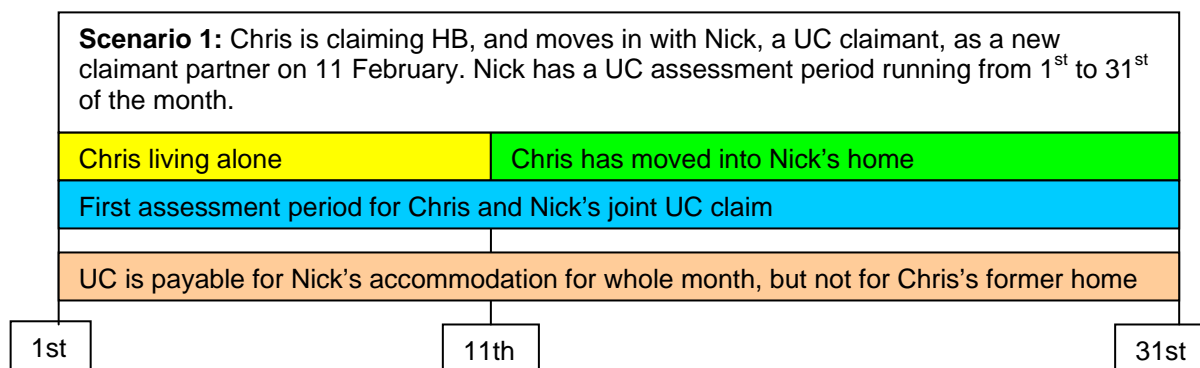 Scenario 1: Chris is claiming HB, and moves in with Nick, a UC claimant, as a new
claimant partner on 11 February. Nick has a UC assessment period running from 1st to 31st
of the month.
Chris living alone
Chris has moved into Nick's home
First assessment period for Chris and Nick's joint UC claim
UC is payable for Nick's accommodation for whole month, but not for Chris's former home
1st
11th
31st